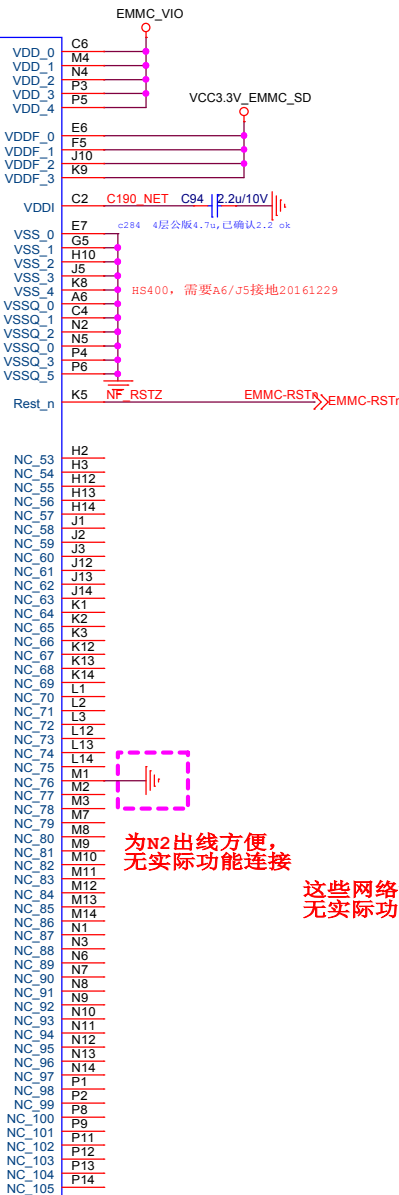 EMMC_VIO
VDD_0 C6
VDD_1 M4
VDD_2 N4
VDD_3 P3
VDD_4 P5
VCC3.3V_EMMC_SD
VDDF_0 E6
VDDF_1 F5
VDDF_2 J10
VDDF_3 K9
VDDI C2 C190_NET C94 2.2u/10V
c284 4层公版4.7u,已确认2.2 ok
VSS_0 E7
VSS_1 G5
VSS_2 H10
VSS_3 J5
VSS_4 K8
HS400, 需要A6/J5接地20161229
VSSQ_0 A6
VSSQ_1 C4
VSSQ_2 N2
VSSQ_0 N5
VSSQ_3 P4
VSSQ_5 P6
Rest_n K5 NF_RSTZ EMMC-RSTn EMMC-RSTn
NC_53 H2
NC_54 H3
NC_55 H12
NC_56 H13
NC_57 H14
NC_58 J1
NC_59 J2
NC_60 J3
NC_61 J12
NC_62 J13
NC_63 J14
NC_64 K1
NC_65 K2
NC_66 K3
NC_67 K12
NC_68 K13
NC_69 K14
NC_70 L1
NC_71 L2
NC_72 L3
NC_73 L12
NC_74 L13
NC_75 L14
NC_76 M1
NC_77 M2
NC_78 M3
NC_79 M7
NC_80 M8
NC_81 M9
NC_82 M10
NC_83 M11
NC_84 M12
NC_85 M13
NC_86 M14
NC_87 N1
NC_88 N3
NC_89 N6
NC_90 N7
NC_91 N8
NC_92 N9
NC_93 N10
NC_94 N11
NC_95 N12
NC_96 N13
NC_97 N14
NC_98 P1
NC_99 P2
NC_100 P8
NC_101 P9
NC_102 P11
NC_103 P12
NC_104 P13
NC_105 P14
为N2出线方便,
无实际功能连接
这些网络
无实际功